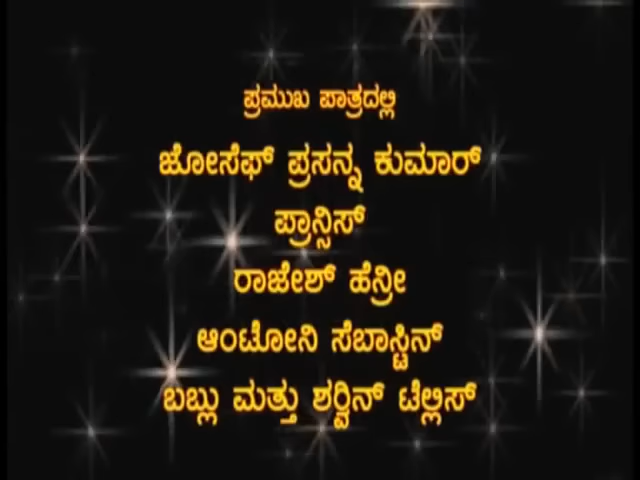 ಪ್ರಮುಖ ಪಾತ್ರದಲ್ಲಿ
ಜೋಸೆಫ್ ಪ್ರಸನ್ನ ಕುಮಾರ್
ಪ್ರಾನ್ಸಿಸ್
ರಾಜೇಶ್ ಹೆನ್ರೀ
ಆಂಟೋನಿ ಸೆಬಾಸ್ಟಿನ್
ಬಬ್ಲು ಮತ್ತು ಶರ್‍ವಿನ್ ಟೆಲ್ಲಿಸ್